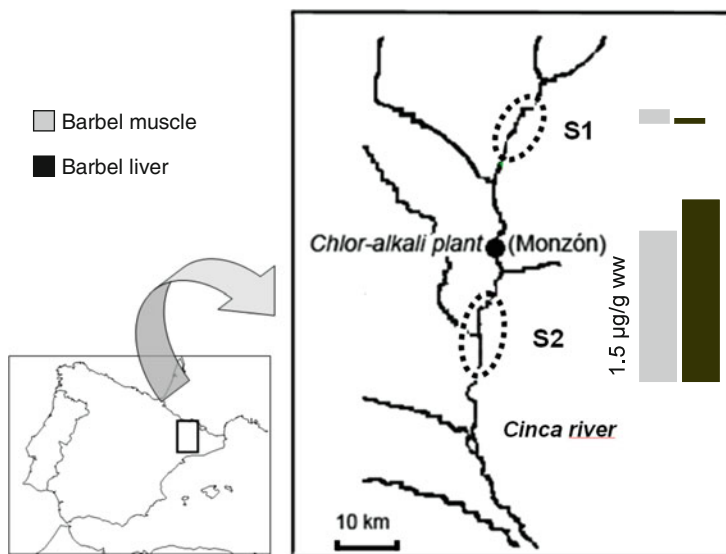 Barbel muscle
Barbel liver
S1
Chlor-alkali plant (Monzón)
1.5 µg/g ww
S2
Cinca river
10 km